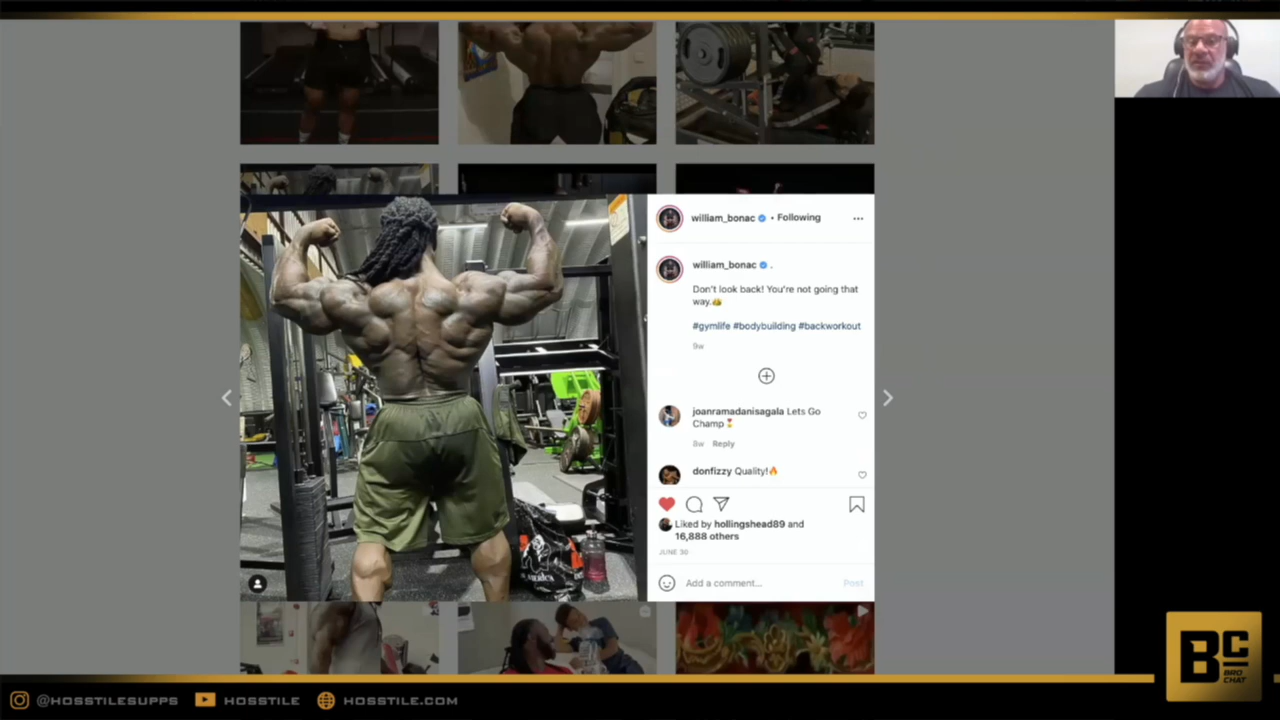 william_bonac • Following
william_bonac .
Don't look back! You're not going that
way.
#gymlife #bodybuilding #backworkout
9w
joanramadanisagala Lets Go
Champ
8w Reply
donfizzy Quality!
Liked by hollingshead89 and
16,888 others
JUNE 30
Add a comment... Post
BC
BRO
CHAT
@HOSSTILESUPPS HOSSTILE HOSSTILE.COM